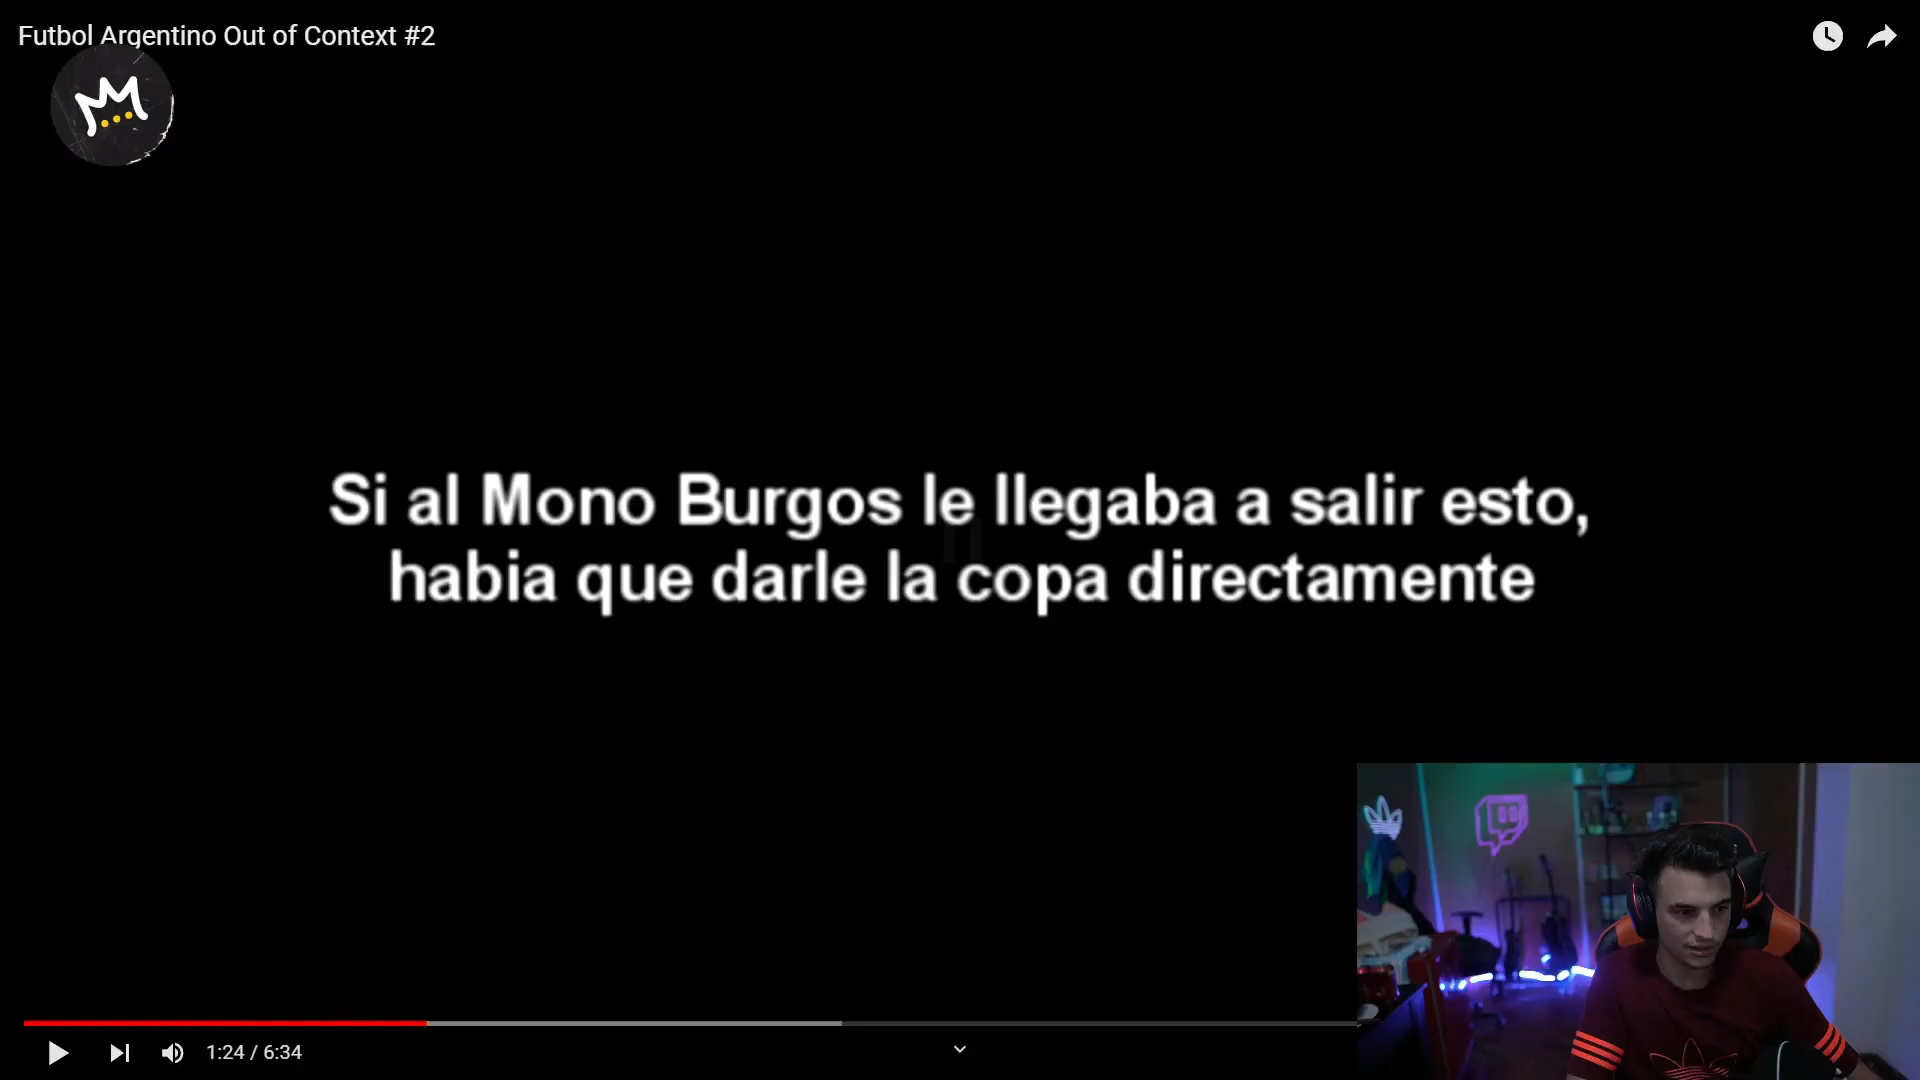 Futbol Argentino Out of Context #2
Si al Mono Burgos le llegaba a salir esto,
habia que darle la copa directamente
1:24 / 6:34